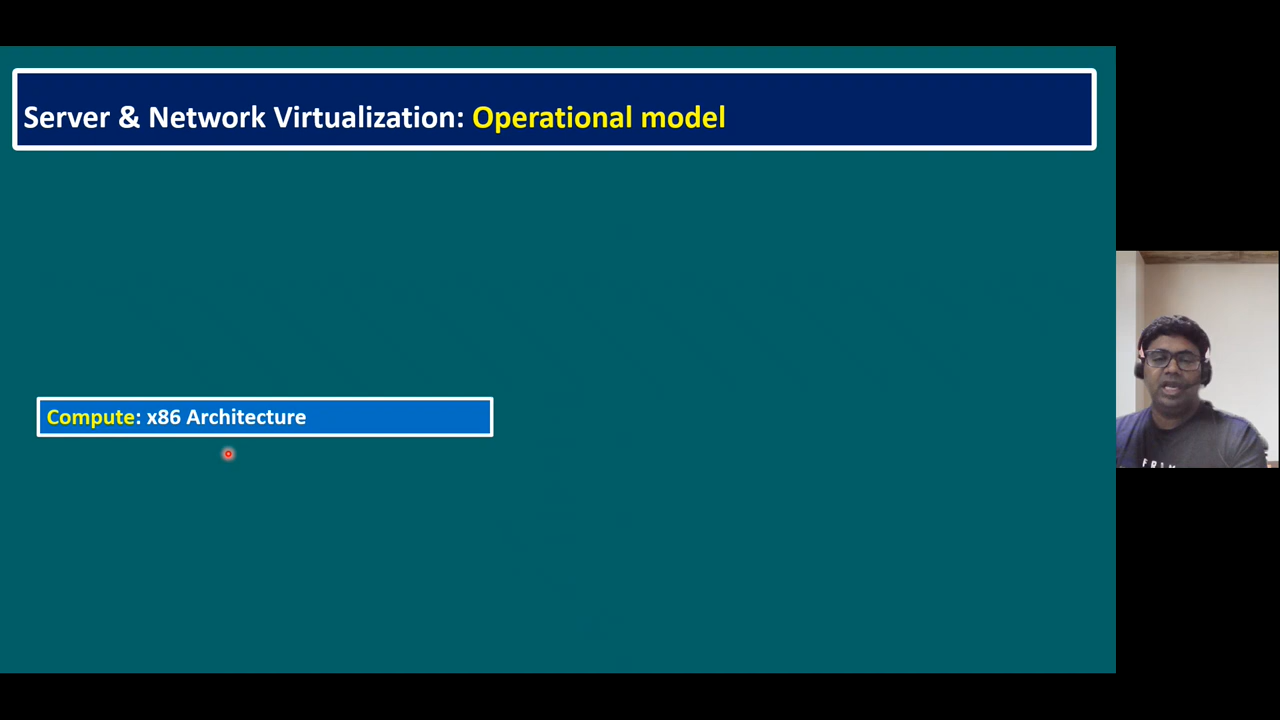 Server & Network Virtualization: Operational model
Compute: x86 Architecture